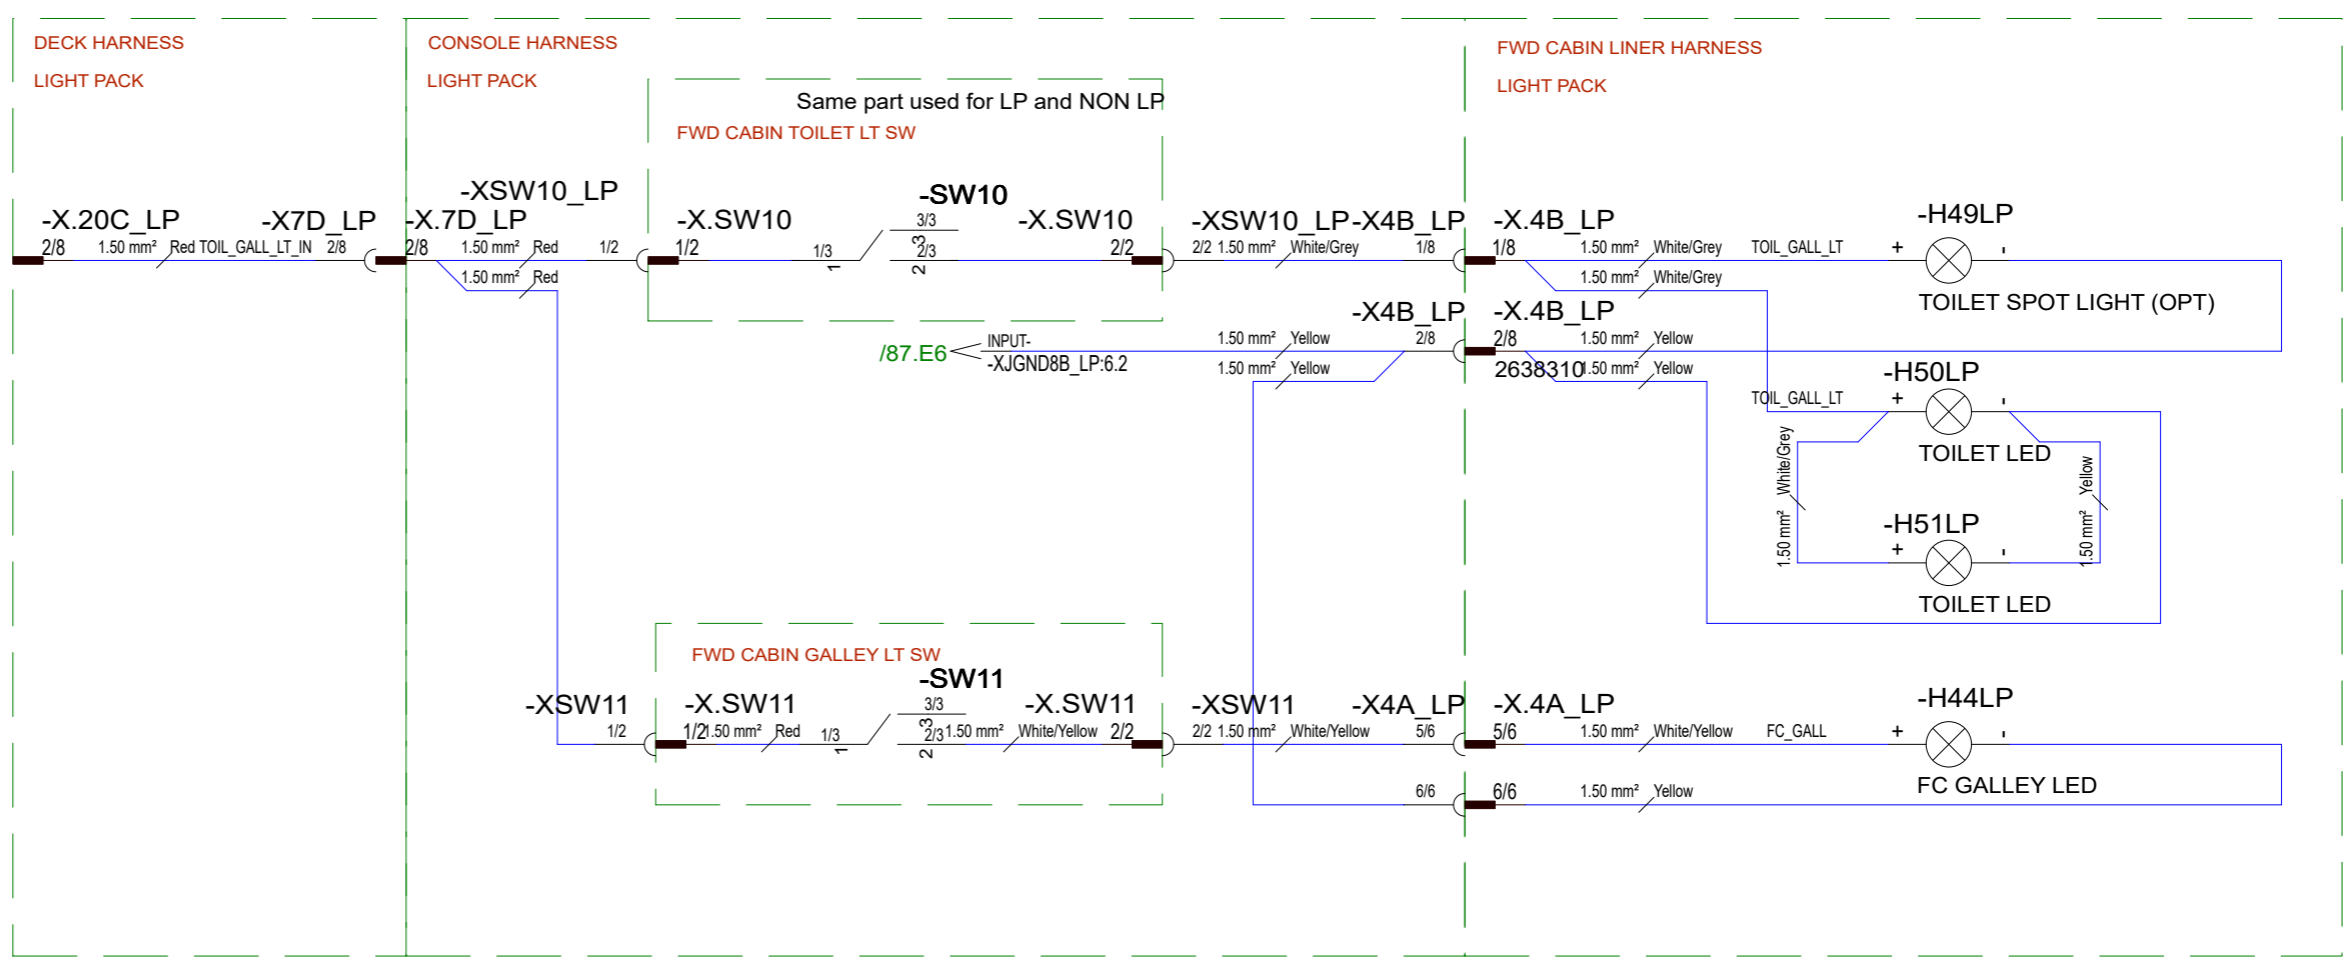 DECK HARNESS
LIGHT PACK
CONSOLE HARNESS
LIGHT PACK
FWD CABIN LINER HARNESS
LIGHT PACK
Same part used for LP and NON LP
FWD CABIN TOILET LT SW
-X.20C_LP
-X7D_LP
-XSW10_LP
-X.7D_LP
-X.SW10
-SW10
-X.SW10
-XSW10_LP
-X4B_LP
-X.4B_LP
-H49LP
2/8
1.50 mm²
Red
TOIL_GALL_LT_IN
2/8
2/8
1.50 mm²
Red
1/2
1/2
1/3
1
3/3
3
2/3
2
2/2
2/2
1.50 mm²
White/Grey
1/8
1/8
1.50 mm²
White/Grey
TOIL_GALL_LT
+
-
1.50 mm²
Red
1.50 mm²
White/Grey
TOILET SPOT LIGHT (OPT)
-X4B_LP
-X.4B_LP
/87.E6
INPUT-
-XJGND8B_LP:6.2
1.50 mm²
Yellow
2/8
2/8
1.50 mm²
Yellow
1.50 mm²
Yellow
2638310
1.50 mm²
Yellow
-H50LP
TOIL_GALL_LT
+
-
TOILET LED
1.50 mm²
White/Grey
1.50 mm²
Yellow
-H51LP
+
-
TOILET LED
FWD CABIN GALLEY LT SW
-SW11
-XSW11
-X.SW11
-X.SW11
-XSW11
-X4A_LP
-X.4A_LP
-H44LP
1/2
1/2
1.50 mm²
Red
1/3
1
3/3
3
2/3
2
1.50 mm²
White/Yellow
2/2
2/2
1.50 mm²
White/Yellow
5/6
5/6
1.50 mm²
White/Yellow
FC_GALL
+
-
FC GALLEY LED
6/6
6/6
1.50 mm²
Yellow